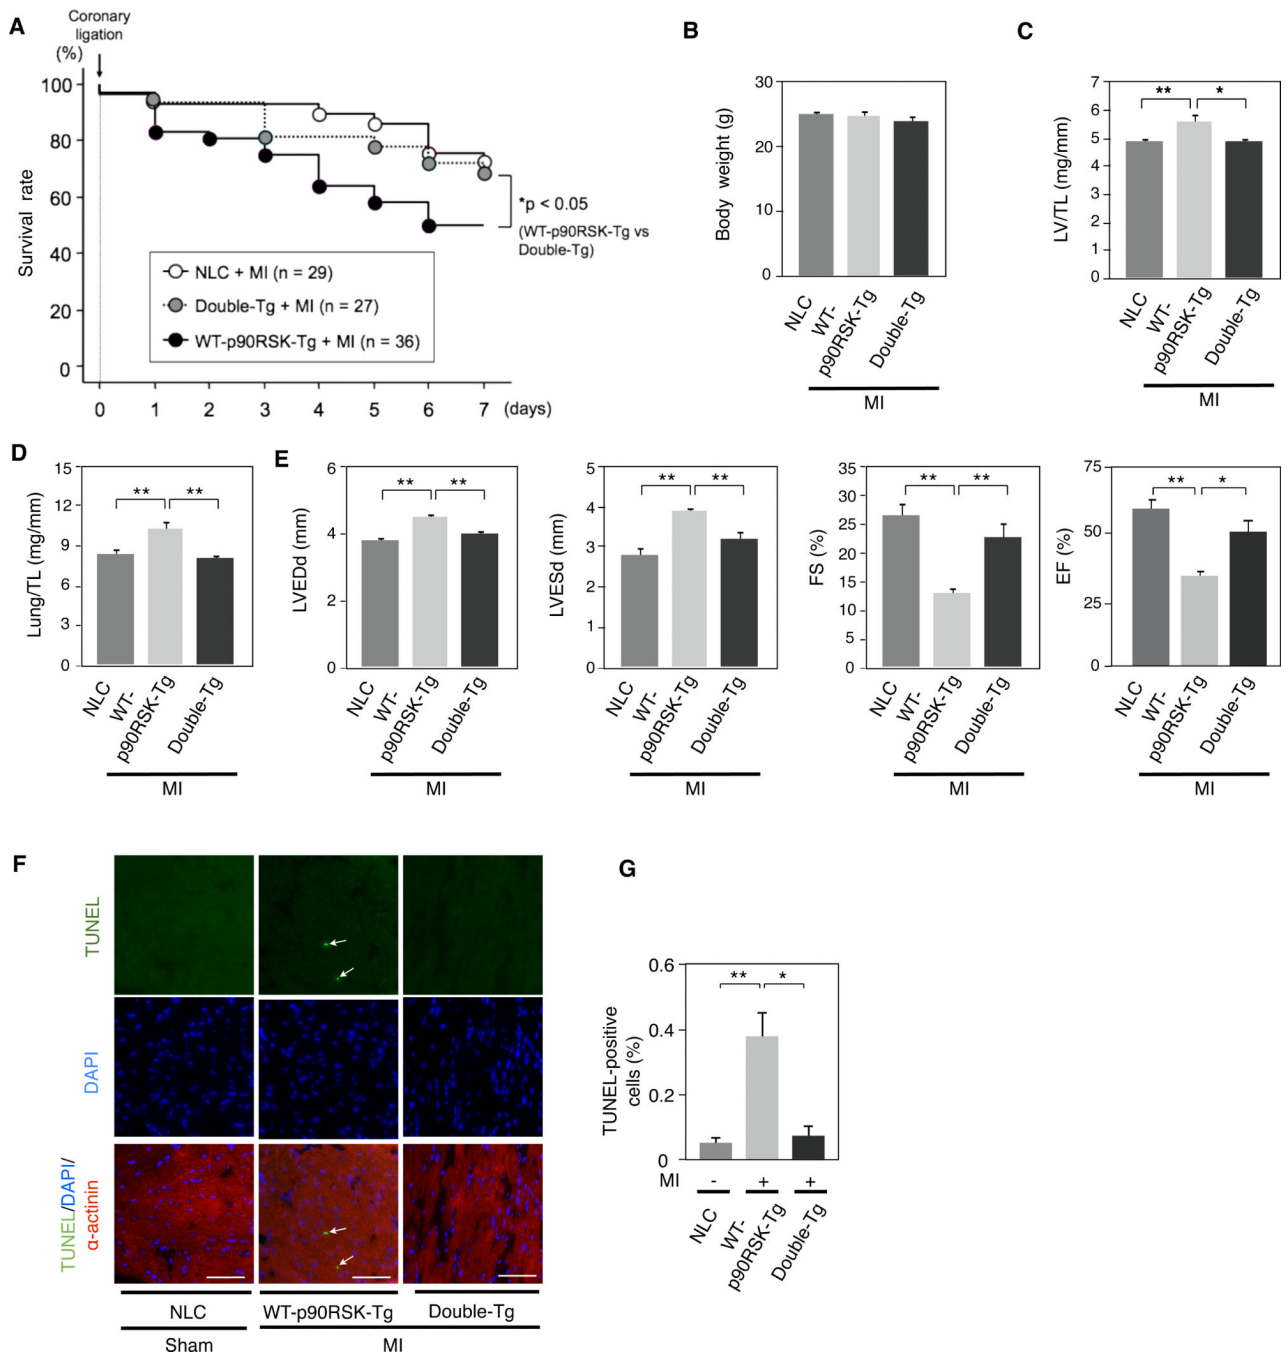 A
Coronary
ligation
(%)
100
80
60
40
20
0
Survival rate
0 1 2 3 4 5 6 7 (days)
*p < 0.05
(WT-p90RSK-Tg vs
Double-Tg)
NLC + MI (n = 29)
Double-Tg + MI (n = 27)
WT-p90RSK-Tg + MI (n = 36)
B
Body weight (g)
30
20
10
0
NLC
WT-
p90RSK-Tg
Double-Tg
MI
C
LV/TL (mg/mm)
7
6
5
4
3
2
1
0
** *
NLC
WT-
p90RSK-Tg
Double-Tg
MI
D
Lung/TL (mg/mm)
15
12
9
6
3
0
** **
NLC
WT-
p90RSK-Tg
Double-Tg
MI
E
LVEDd (mm)
6
4
2
0
** **
NLC
WT-
p90RSK-Tg
Double-Tg
MI
LVESd (mm)
5
4
3
2
1
0
** **
NLC
WT-
p90RSK-Tg
Double-Tg
MI
FS (%)
35
30
25
20
15
10
5
0
** **
NLC
WT-
p90RSK-Tg
Double-Tg
MI
EF (%)
75
50
25
0
** *
NLC
WT-
p90RSK-Tg
Double-Tg
MI
F
TUNEL
DAPI
TUNEL/DAPI/
α-actinin
NLC WT-p90RSK-Tg Double-Tg
Sham MI
G
TUNEL-positive
cells (%)
0.6
0.4
0.2
0
** *
MI - + +
NLC
WT-
p90RSK-Tg
Double-Tg